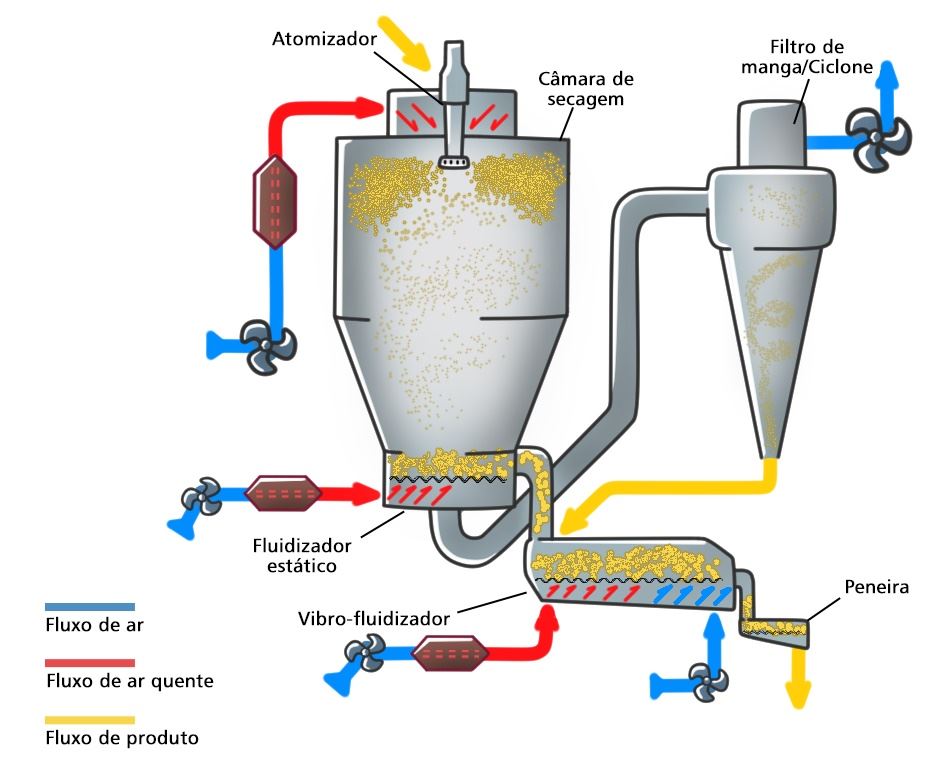 Atomizador
Câmara de
secagem
Filtro de
manga/Ciclone
Fluidizador
estático
Vibro-fluidizador
Peneira
Fluxo de ar
Fluxo de ar quente
Fluxo de produto